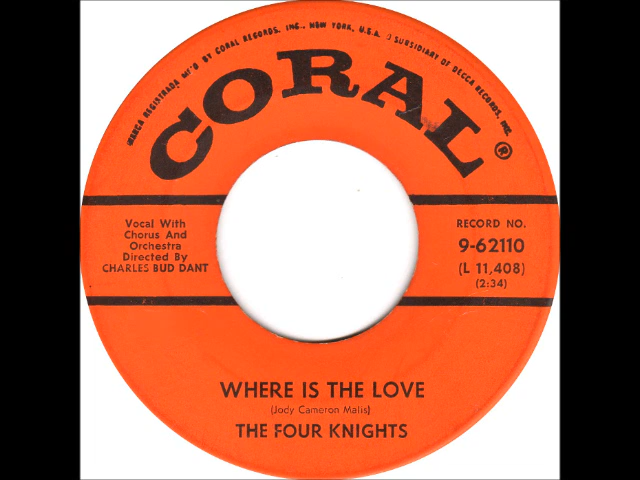 MARCA REGISTRADA MF'D BY CORAL RECORDS, INC., NEW YORK, U.S.A. SUBSIDIARY OF DECCA RECORDS, INC.
CORAL®
Vocal With
Chorus And
Orchestra
Directed By
CHARLES BUD DANT
RECORD NO.
9-62110
(L 11,408)
(2:34)
WHERE IS THE LOVE
(Jody Cameron Malis)
THE FOUR KNIGHTS